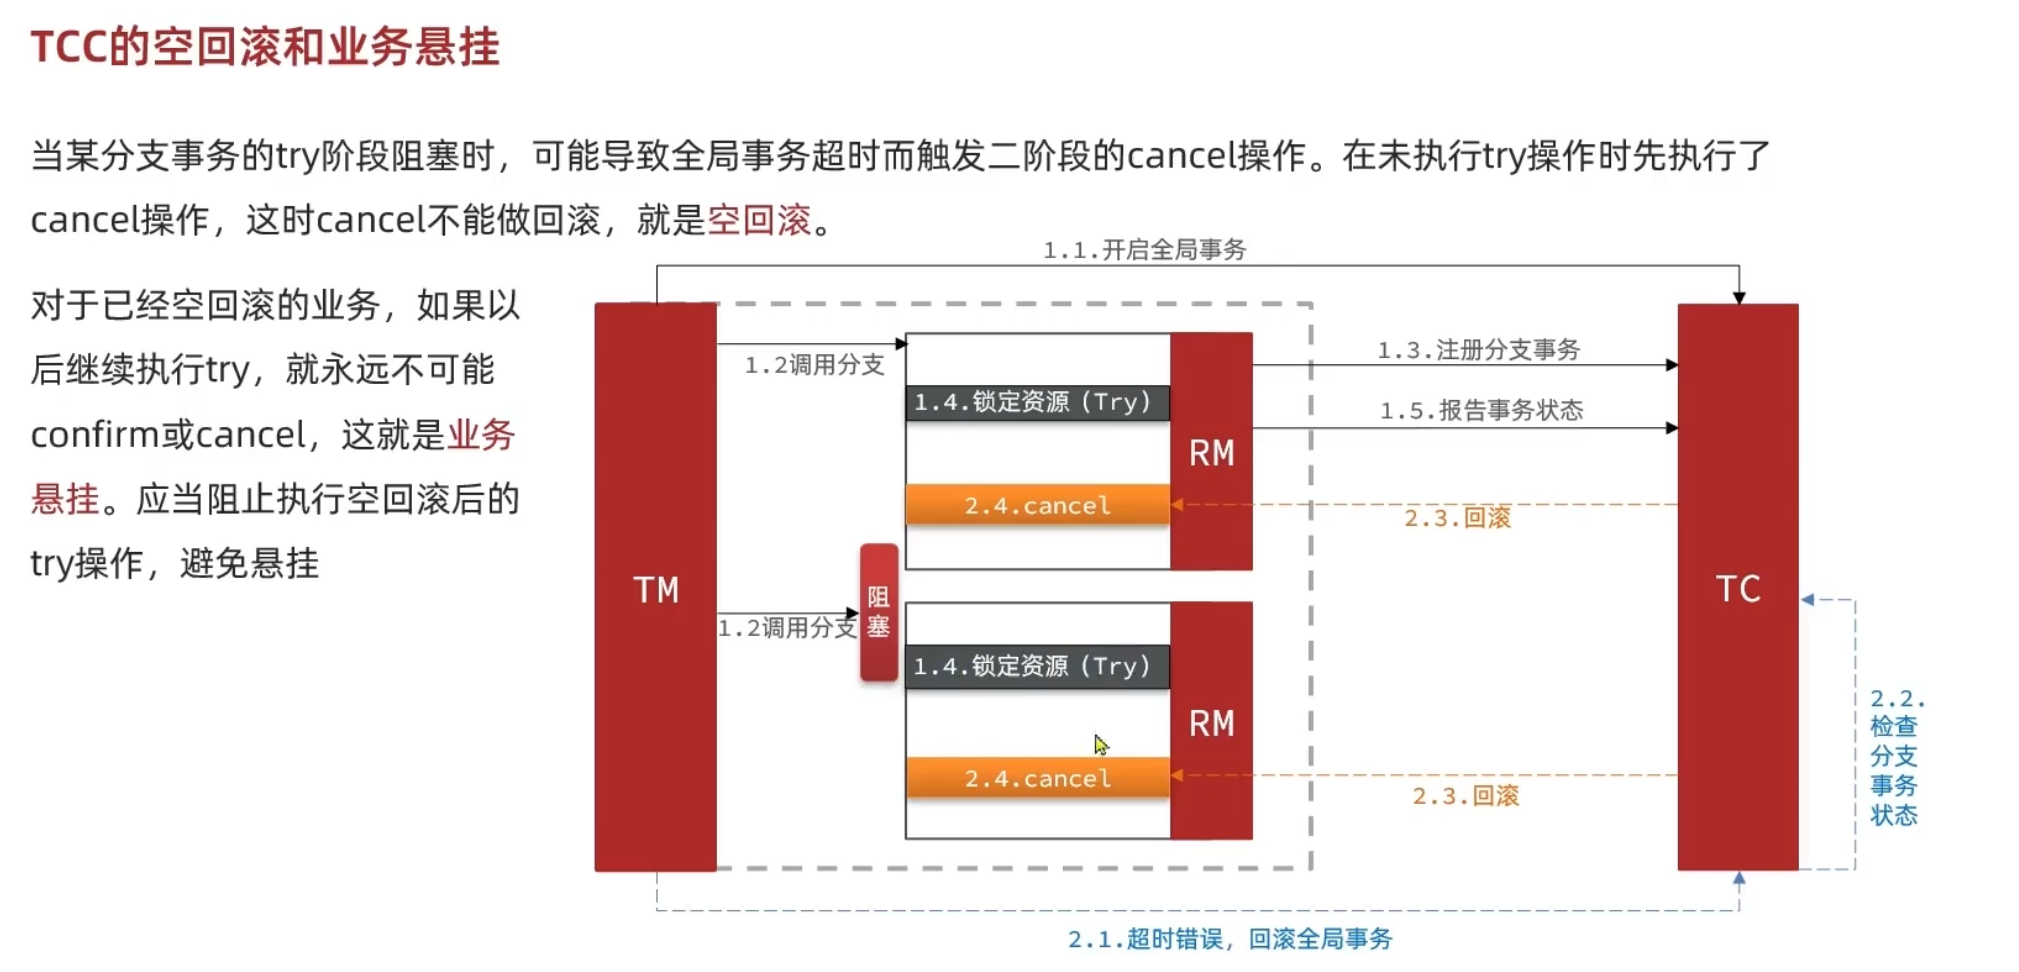 TCC的空回滚和业务悬挂
当某分支事务的try阶段阻塞时，可能导致全局事务超时而触发二阶段的cancel操作。在未执行try操作时先执行了
cancel操作，这时cancel不能做回滚，就是空回滚。
对于已经空回滚的业务，如果以
后继续执行try，就永远不可能
confirm或cancel，这就是业务
悬挂。应当阻止执行空回滚后的
try操作，避免悬挂
1.1.开启全局事务
TM
1.2调用分支
1.4.锁定资源（Try）
2.4.cancel
RM
1.3.注册分支事务
1.5.报告事务状态
2.3.回滚
TC
1.2调用分支
阻
塞
1.4.锁定资源（Try）
2.4.cancel
RM
2.3.回滚
2.2.
检查
分支
事务
状态
2.1.超时错误，回滚全局事务